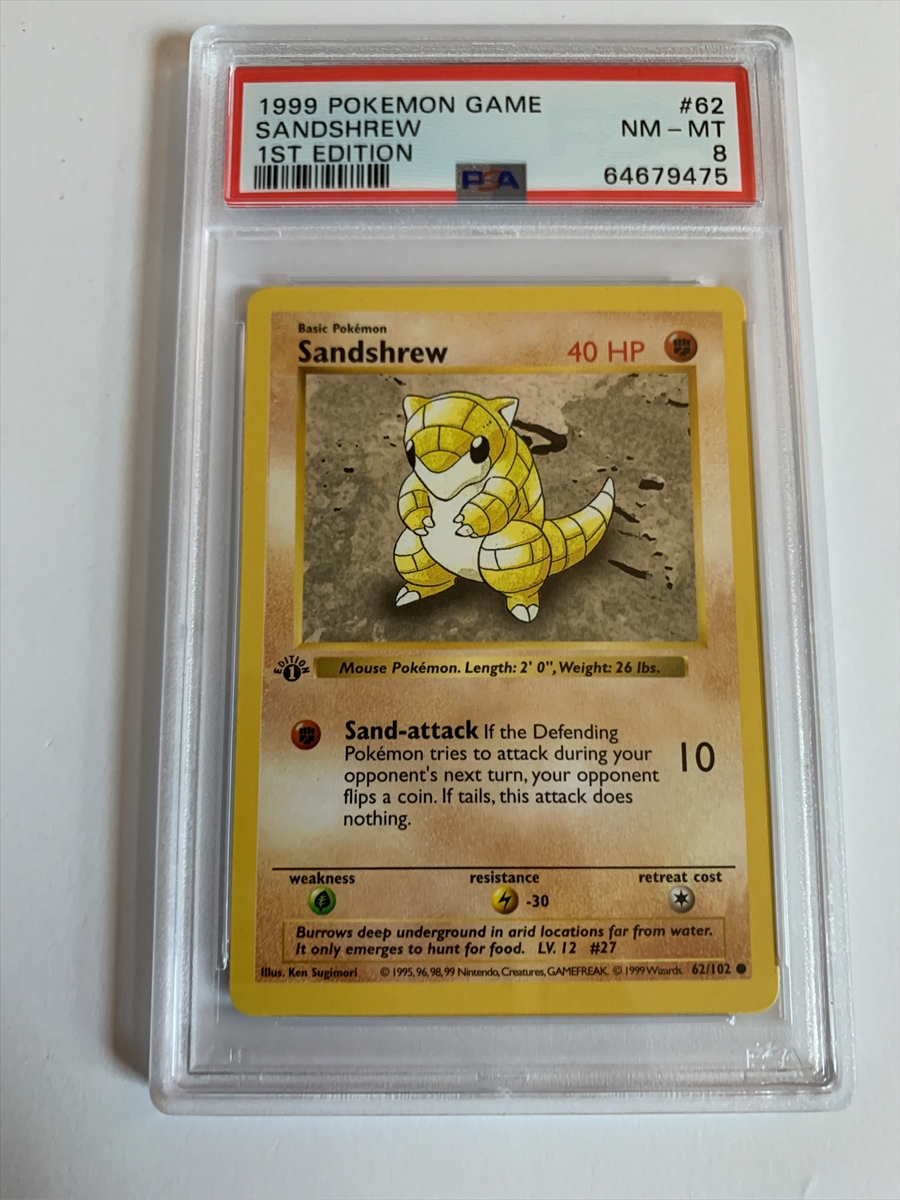 1999 POKEMON GAME #62
SANDSHREW NM - MT
1ST EDITION 8
PSA 64679475
Basic Pokémon
Sandshrew 40 HP
EDITION 1
Mouse Pokémon. Length: 2' 0", Weight: 26 lbs.
Sand-attack If the Defending
Pokémon tries to attack during your
opponent's next turn, your opponent
flips a coin. If tails, this attack does
nothing.
10
weakness resistance retreat cost
-30
Burrows deep underground in arid locations far from water.
It only emerges to hunt for food. LV. 12 #27
Illus. Ken Sugimori © 1995, 96, 98, 99 Nintendo, Creatures, GAMEFREAK. © 1999 Wizards. 62/102